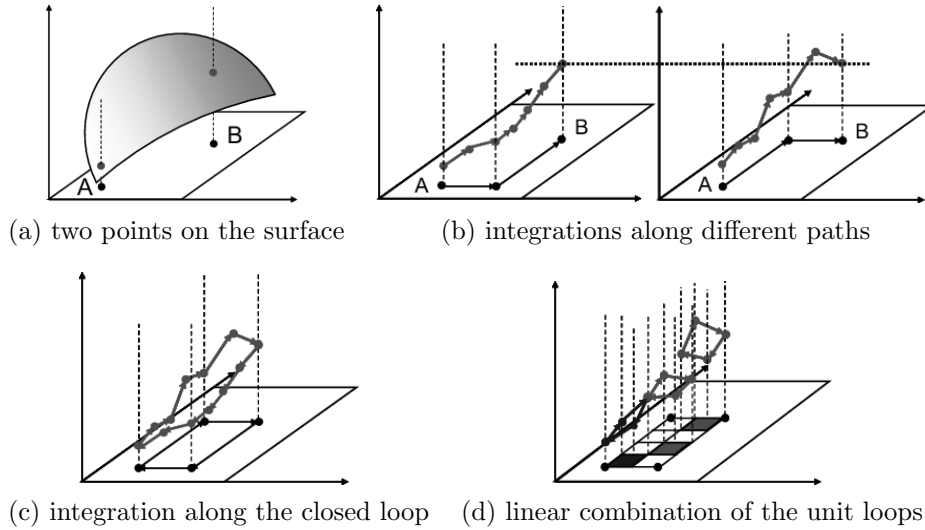 A
B
A
B
A
B
(a) two points on the surface
(b) integrations along different paths
(c) integration along the closed loop
(d) linear combination of the unit loops